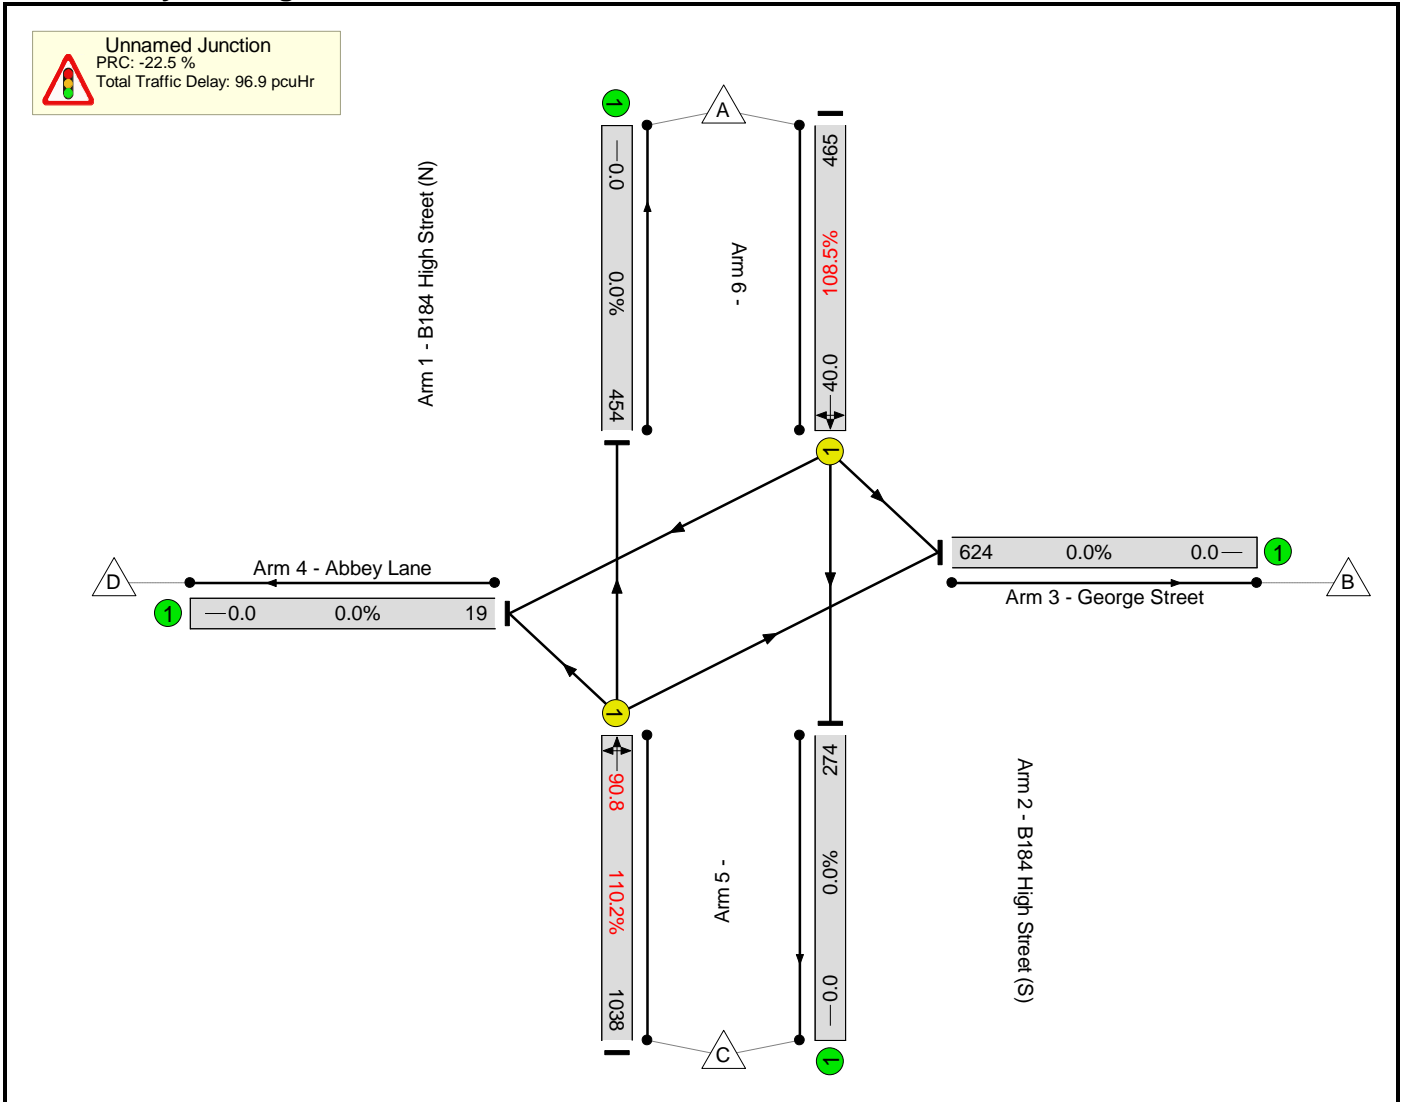 Unnamed Junction
PRC: -22.5 %
Total Traffic Delay: 96.9 pcuHr
A
1
0.0
0.0%
454
Arm 1 - B184 High Street (N)
Arm 6 -
465
108.5%
40.0
1
D
Arm 4 - Abbey Lane
1
0.0
0.0%
19
624
0.0%
0.0
1
Arm 3 - George Street
B
1
90.8
110.2%
1038
Arm 5 -
274
0.0%
0.0
1
Arm 2 - B184 High Street (S)
C